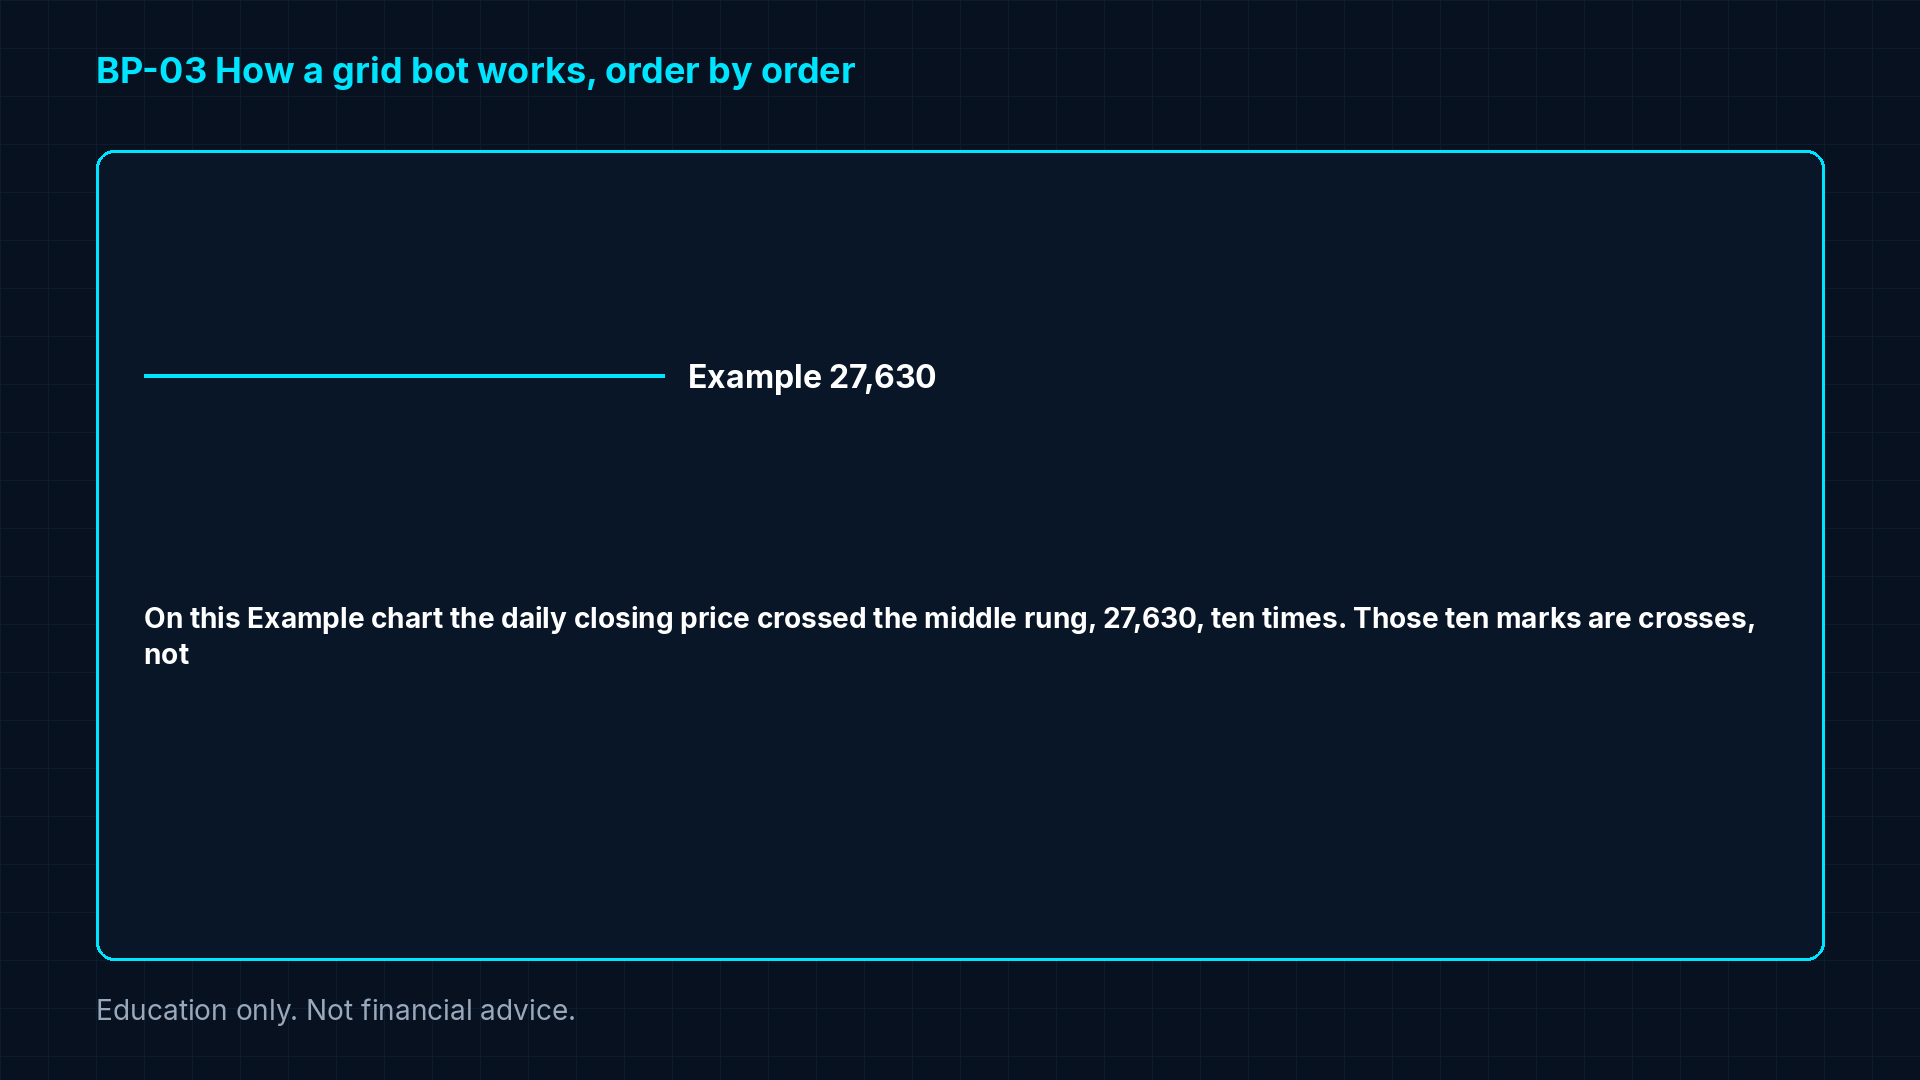 BP-03 How a grid bot works, order by order
Example 27,630
On this Example chart the daily closing price crossed the middle rung, 27,630, ten times. Those ten marks are crosses,
not
Education only. Not financial advice.